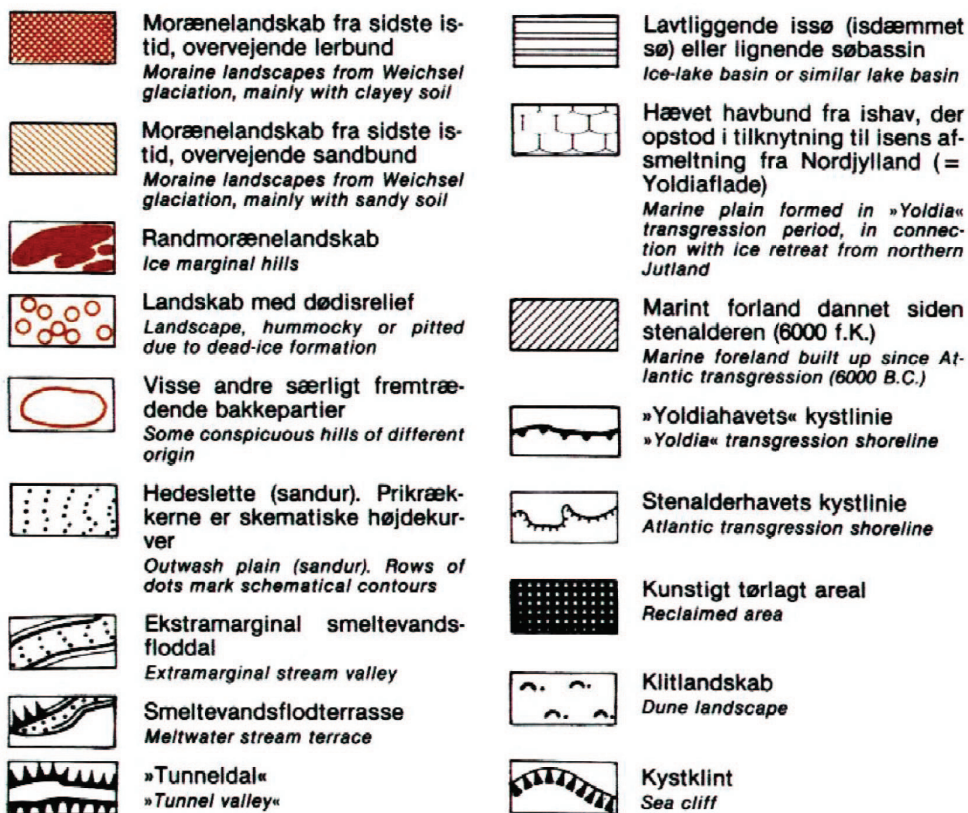 Morænelandskab fra sidste is-
tid, overvejende lerbund
Moraine landscapes from Weichsel
glaciation, mainly with clayey soil
Morænelandskab fra sidste is-
tid, overvejende sandbund
Moraine landscapes from Weichsel
glaciation, mainly with sandy soil
Randmorænelandskab
Ice marginal hills
Landskab med dødisrelief
Landscape, hummocky or pitted
due to dead-ice formation
Visse andre særligt fremtræ-
dende bakkepartier
Some conspicuous hills of different
origin
Hedeslette (sandur). Prikræk-
kerne er skematiske højdekur-
ver
Outwash plain (sandur). Rows of
dots mark schematical contours
Ekstramarginal smeltevands-
floddal
Extramarginal stream valley
Smeltevandsflodterrasse
Meltwater stream terrace
»Tunneldal«
»Tunnel valley«
Lavtliggende issø (isdæmmet
sø) eller lignende søbassin
Ice-lake basin or similar lake basin
Hævet havbund fra ishav, der
opstod i tilknytning til isens af-
smeltning fra Nordjylland (=
Yoldiaflade)
Marine plain formed in »Yoldia«
transgression period, in connec-
tion with ice retreat from northern
Jutland
Marint forland dannet siden
stenalderen (6000 f.K.)
Marine foreland built up since At-
lantic transgression (6000 B.C.)
»Yoldiahavets« kystlinie
»Yoldia« transgression shoreline
Stenalderhavets kystlinie
Atlantic transgression shoreline
Kunstigt tørlagt areal
Reclaimed area
Klitlandskab
Dune landscape
Kystklint
Sea cliff